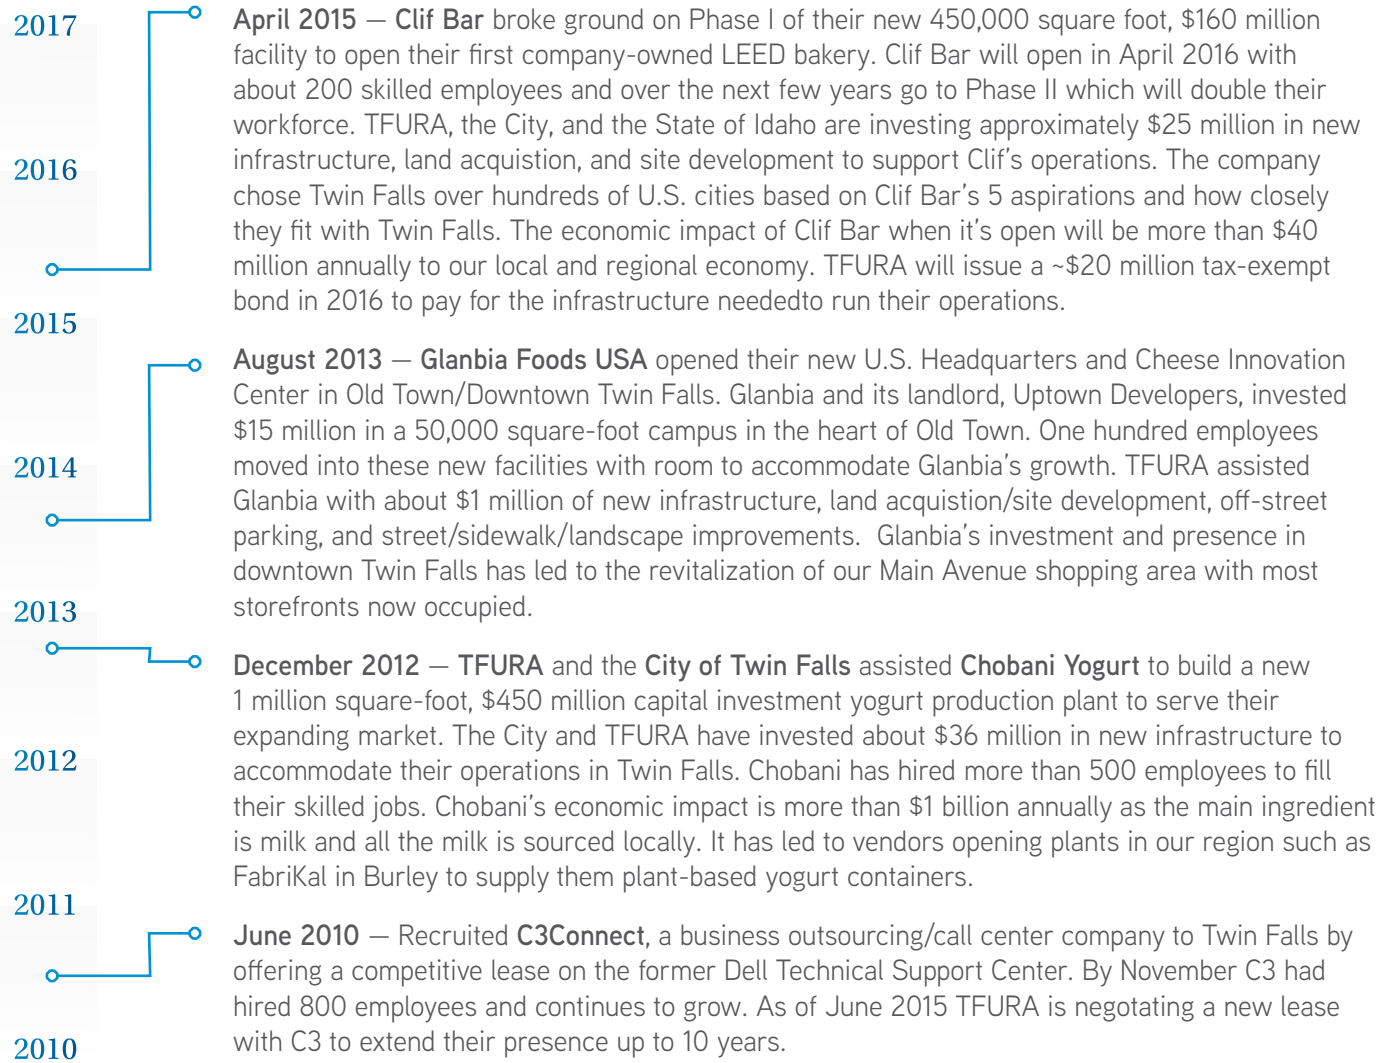 2017
April 2015 — Clif Bar broke ground on Phase I of their new 450,000 square foot, $160 million
facility to open their first company-owned LEED bakery. Clif Bar will open in April 2016 with
about 200 skilled employees and over the next few years go to Phase II which will double their
workforce. TFURA, the City, and the State of Idaho are investing approximately $25 million in new
infrastructure, land acquistion, and site development to support Clif's operations. The company
2016
chose Twin Falls over hundreds of U.S. cities based on Clif Bar's 5 aspirations and how closely
they fit with Twin Falls. The economic impact of Clif Bar when it's open will be more than $40
million annually to our local and regional economy. TFURA will issue a ~$20 million tax-exempt
bond in 2016 to pay for the infrastructure neededto run their operations.
2015
August 2013 — Glanbia Foods USA opened their new U.S. Headquarters and Cheese Innovation
Center in Old Town/Downtown Twin Falls. Glanbia and its landlord, Uptown Developers, invested
$15 million in a 50,000 square-foot campus in the heart of Old Town. One hundred employees
moved into these new facilities with room to accommodate Glanbia's growth. TFURA assisted
2014
Glanbia with about $1 million of new infrastructure, land acquistion/site development, off-street
parking, and street/sidewalk/landscape improvements.  Glanbia's investment and presence in
downtown Twin Falls has led to the revitalization of our Main Avenue shopping area with most
storefronts now occupied.
2013
December 2012 — TFURA and the City of Twin Falls assisted Chobani Yogurt to build a new
1 million square-foot, $450 million capital investment yogurt production plant to serve their
expanding market. The City and TFURA have invested about $36 million in new infrastructure to
2012
accommodate their operations in Twin Falls. Chobani has hired more than 500 employees to fill
their skilled jobs. Chobani's economic impact is more than $1 billion annually as the main ingredient
is milk and all the milk is sourced locally. It has led to vendors opening plants in our region such as
FabriKal in Burley to supply them plant-based yogurt containers.
2011
June 2010 — Recruited C3Connect, a business outsourcing/call center company to Twin Falls by
offering a competitive lease on the former Dell Technical Support Center. By November C3 had
hired 800 employees and continues to grow. As of June 2015 TFURA is negotating a new lease
with C3 to extend their presence up to 10 years.
2010